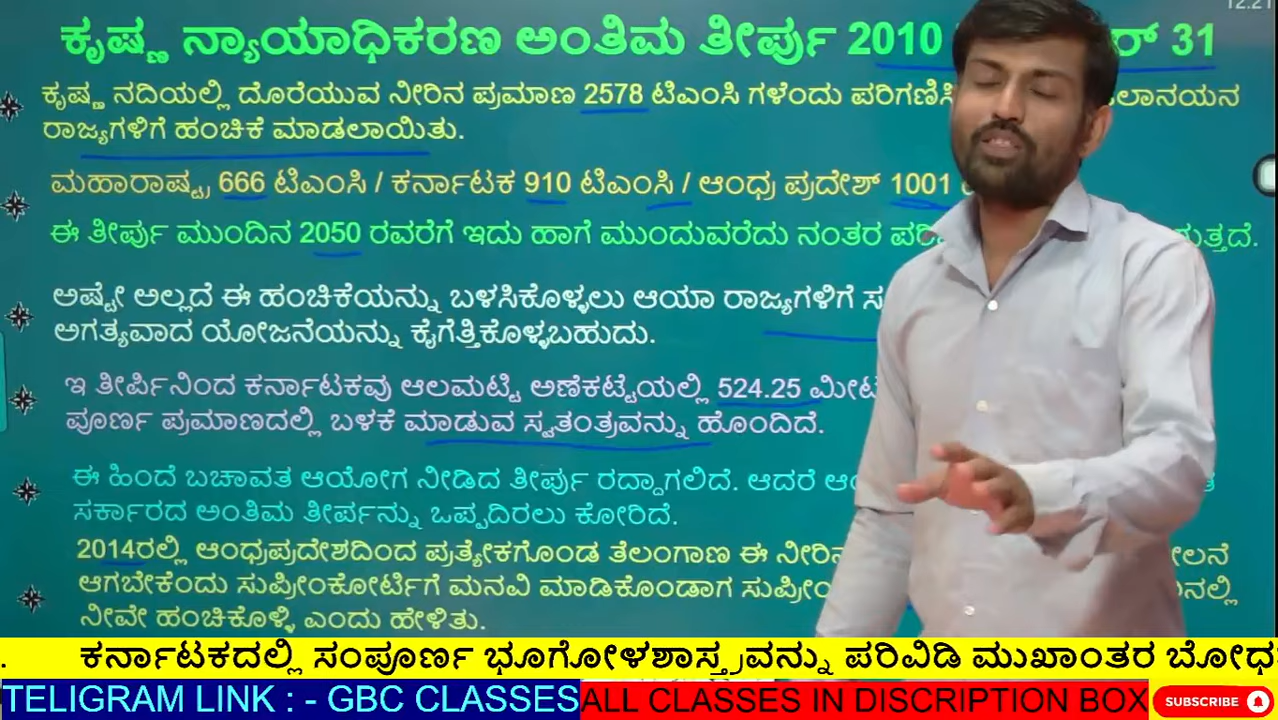 12:21
ಕೃಷ್ಣ ನ್ಯಾಯಾಧಿಕರಣ ಅಂತಿಮ ತೀರ್ಪು 2010 31
ಕೃಷ್ಣ ನದಿಯಲ್ಲಿ ದೊರೆಯುವ ನೀರಿನ ಪ್ರಮಾಣ 2578 ಟಿಎಂಸಿ ಗಳೆಂದು
ರಾಜ್ಯಗಳಿಗೆ ಹಂಚಿಕೆ ಮಾಡಲಾಯಿತು.
ಮಹಾರಾಷ್ಟ್ರ 666 ಟಿಎಂಸಿ / ಕರ್ನಾಟಕ 910 ಟಿಎಂಸಿ / ಆಂಧ್ರ ಪ್ರದೇಶ್ 1001
ಈ ತೀರ್ಪು ಮುಂದಿನ 2050 ರವರೆಗೆ ಇದು ಹಾಗೆ ಮುಂದುವರೆದು ನಂತರ
ಅಷ್ಟೇ ಅಲ್ಲದೆ ಈ ಹಂಚಿಕೆಯನ್ನು ಬಳಸಿಕೊಳ್ಳಲು ಆಯಾ ರಾಜ್ಯಗಳಿಗೆ
ಅಗತ್ಯವಾದ ಯೋಜನೆಯನ್ನು ಕೈಗೆತ್ತಿಕೊಳ್ಳಬಹುದು.
ಇ ತೀರ್ಪಿನಿಂದ ಕರ್ನಾಟಕವು ಆಲಮಟ್ಟಿ ಅಣೆಕಟ್ಟೆಯಲ್ಲಿ 524.25
ಪೂರ್ಣ ಪ್ರಮಾಣದಲ್ಲಿ ಬಳಕೆ ಮಾಡುವ ಸ್ವತಂತ್ರವನ್ನು ಹೊಂದಿದೆ.
ಈ ಹಿಂದೆ ಬಚಾವತ ಆಯೋಗ ನೀಡಿದ ತೀರ್ಪು ರದ್ದಾಗಲಿದೆ. ಆದರೆ
ಸರ್ಕಾರದ ಅಂತಿಮ ತೀರ್ಪನ್ನು ಒಪ್ಪದಿರಲು ಕೋರಿದೆ.
2014ರಲ್ಲಿ ಆಂಧ್ರಪ್ರದೇಶದಿಂದ ಪ್ರತ್ಯೇಕಗೊಂಡ ತೆಲಂಗಾಣ ಈ
ಆಗಬೇಕೆಂದು ಸುಪ್ರೀಂಕೋರ್ಟಿಗೆ ಮನವಿ ಮಾಡಿಕೊಂಡಾಗ
ನೀವೇ ಹಂಚಿಕೊಳ್ಳಿ ಎಂದು ಹೇಳಿತು.
. ಕರ್ನಾಟಕದಲ್ಲಿ ಸಂಪೂರ್ಣ ಭೂಗೋಳಶಾಸ್ತ್ರವನ್ನು ಪರಿವಿಡಿ ಮುಖಾಂತರ
TELIGRAM LINK : - GBC CLASSES ALL CLASSES IN DISCRIPTION BOX SUBSCRIBE